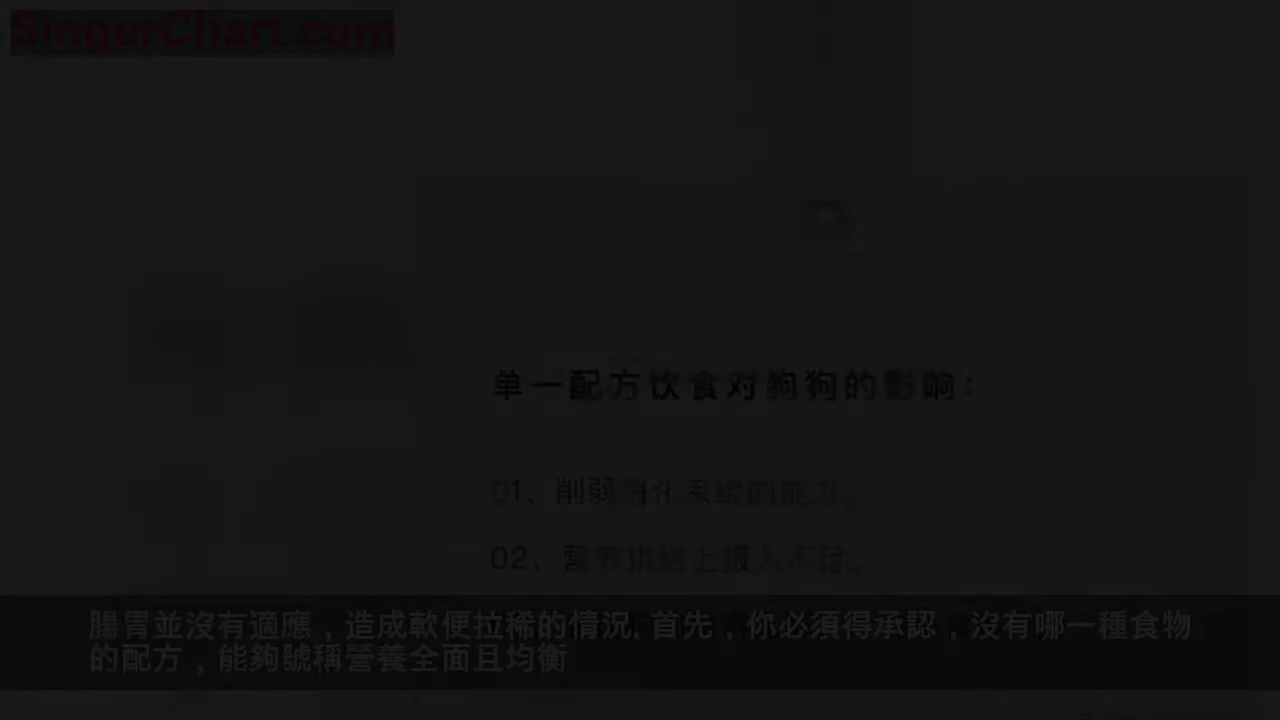 SingerChart.com
单一配方饮食对狗狗的影响：
01、削弱消化系统的能力。
02、营养供给上摄入不足。
腸胃並沒有適應，造成軟便拉稀的情況, 首先，你必須得承認，沒有哪一種食物
的配方，能夠號稱營養全面且均衡